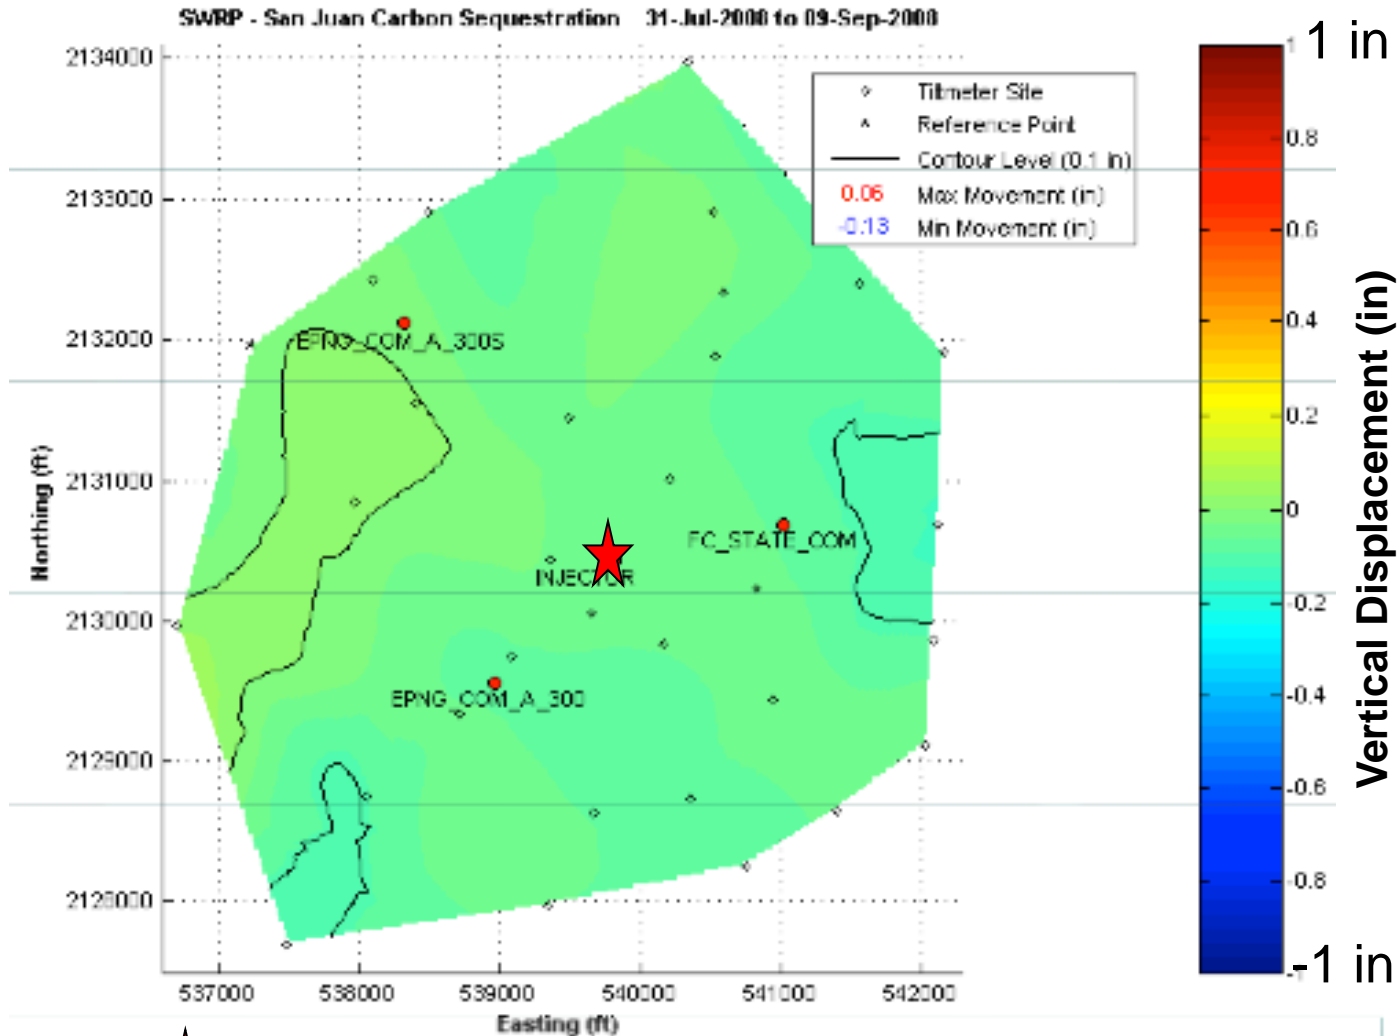 SWRP - San Juan Carbon Sequestration 31-Jul-2008 to 09-Sep-2008
2134000
2133000
2132000
2131000
2130000
2129000
2128000
Northing (ft)
537000 538000 539000 540000 541000 542000
Easting (ft)
Tiltmeter Site
Reference Point
Contour Level (0.1 in)
0.06 Max Movement (in)
-0.13 Min Movement (in)
EPNG_COM_A_300S
FC_STATE_COM
INJECTOR
EPNG_COM_A_300
1 1 in
0.8
0.6
0.4
0.2
0
-0.2
-0.4
-0.6
-0.8
-1 in
Vertical Displacement (in)